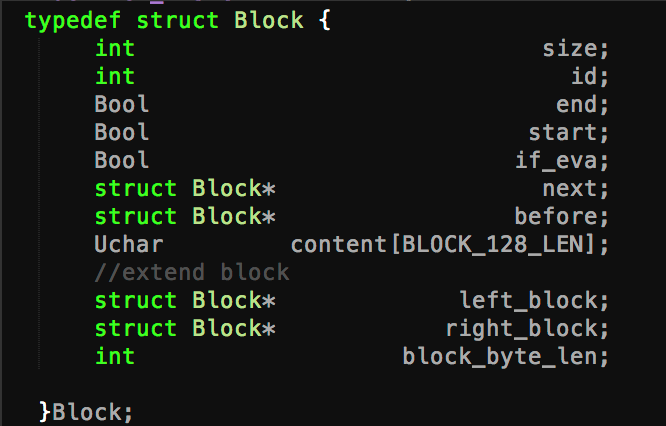 typedef struct Block {
int size;
int id;
Bool end;
Bool start;
Bool if_eva;
struct Block* next;
struct Block* before;
Uchar content[BLOCK_128_LEN];
//extend block
struct Block* left_block;
struct Block* right_block;
int block_byte_len;
}Block;